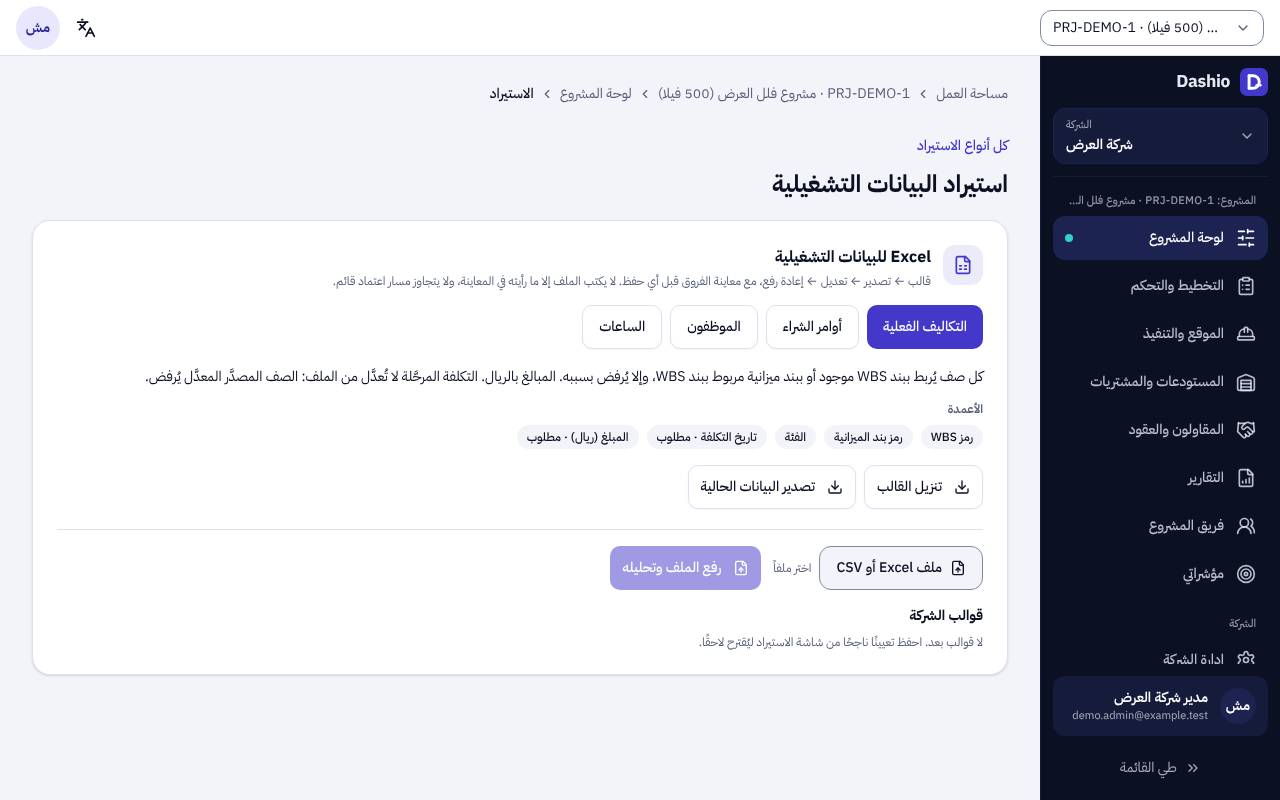 PRJ-DEMO-1 · (500 فيلا) ...
مش
Dashio
الشركة
شركة العرض
المشروع: PRJ-DEMO-1 · مشروع فلل الـ...
لوحة المشروع
التخطيط والتحكم
الموقع والتنفيذ
المستودعات والمشتريات
المقاولون والعقود
التقارير
فريق المشروع
مؤشراتي
الشركة
إدارة الشركة
مش
مدير شركة العرض
demo.admin@example.test
طي القائمة
مساحة العمل › PRJ-DEMO-1 · مشروع فلل العرض (500 فيلا) › لوحة المشروع › الاستيراد
كل أنواع الاستيراد
استيراد البيانات التشغيلية
Excel للبيانات التشغيلية
قالب ← تصدير ← تعديل ← إعادة رفع، مع معاينة الفروق قبل أي حفظ. لا يكتب الملف إلا ما رأيته في المعاينة، ولا يتجاوز مسار اعتماد قائم.
التكاليف الفعلية
أوامر الشراء
الموظفون
الساعات
كل صف يُربط ببند WBS موجود أو ببند ميزانية مربوط ببند WBS، وإلا يُرفض بسببه. المبالغ بالريال. التكلفة المرحَّلة لا تُعدَّل من الملف: الصف المصدَّر المعدَّل يُرفض.
الأعمدة
رمز WBS
رمز بند الميزانية
الفئة
تاريخ التكلفة · مطلوب
المبلغ (ريال) · مطلوب
تنزيل القالب
تصدير البيانات الحالية
ملف Excel أو CSV
اختر ملفاً
رفع الملف وتحليله
قوالب الشركة
لا قوالب بعد. احفظ تعيينًا ناجحًا من شاشة الاستيراد ليُقترح لاحقًا.